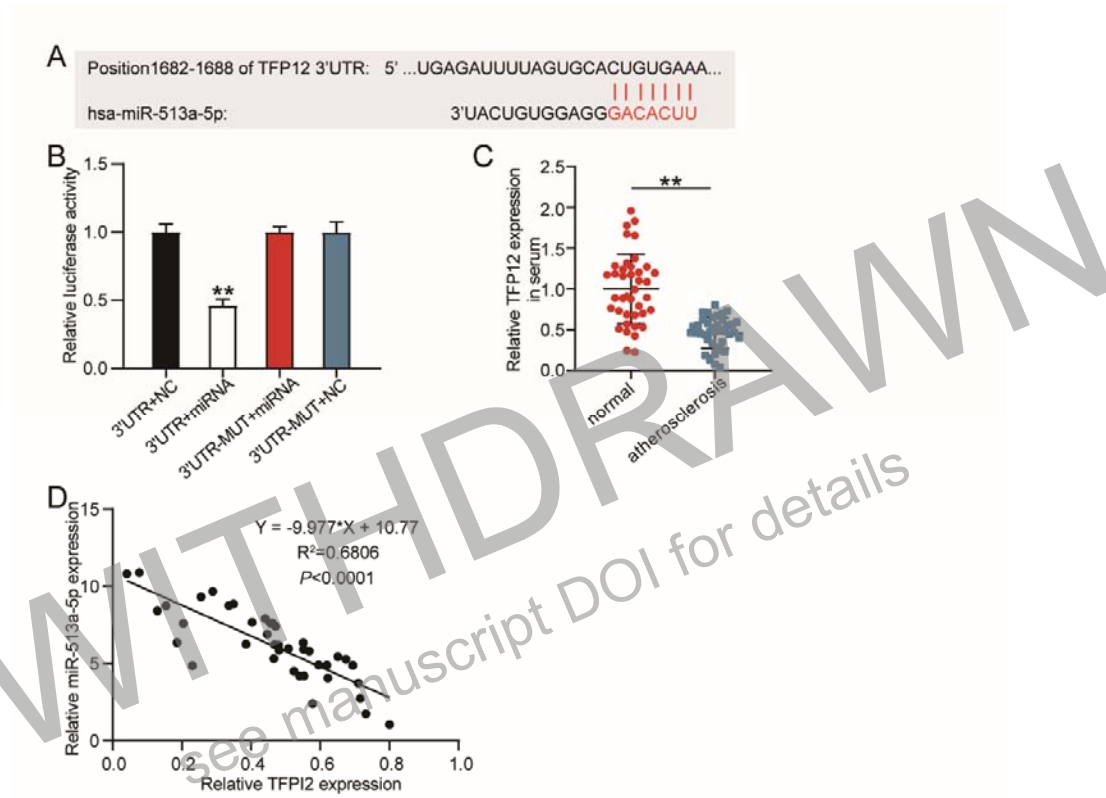 A
Position1682-1688 of TFP12 3'UTR: 5' ...UGAGAUUUUAGUGCACUGUGAAA...
hsa-miR-513a-5p: 3'UACUGUGGAGGGACACUU
B
Relative luciferase activity
1.5
1.0
0.5
0.0
**
3'UTR+NC
3'UTR+miRNA
3'UTR-MUT+miRNA
3'UTR-MUT+NC
C
Relative TFP12 expression
in serum
2.5
2.0
1.5
1.0
0.5
0.0
**
normal
atherosclerosis
D
Relative miR-513a-5p expression
15
10
5
0
Y = -9.977*X + 10.77
R²=0.6806
P<0.0001
0.0 0.2 0.4 0.6 0.8 1.0
Relative TFPI2 expression
WITHDRAWN
see manuscript DOI for details